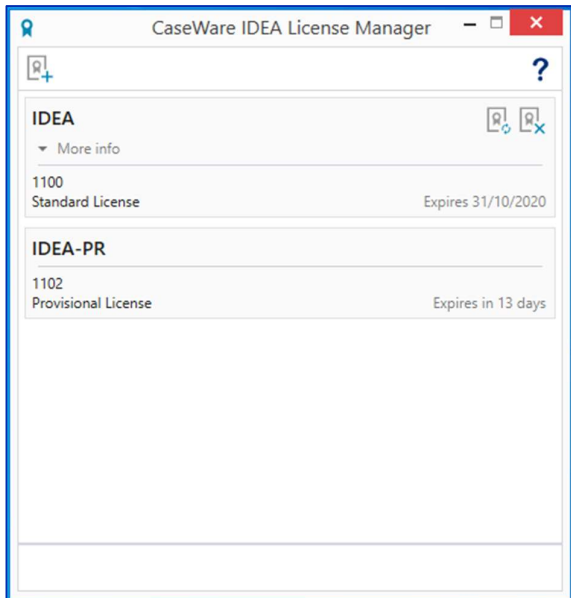 CaseWare IDEA License Manager
?
IDEA
More info
1100
Standard License Expires 31/10/2020
IDEA-PR
1102
Provisional License Expires in 13 days